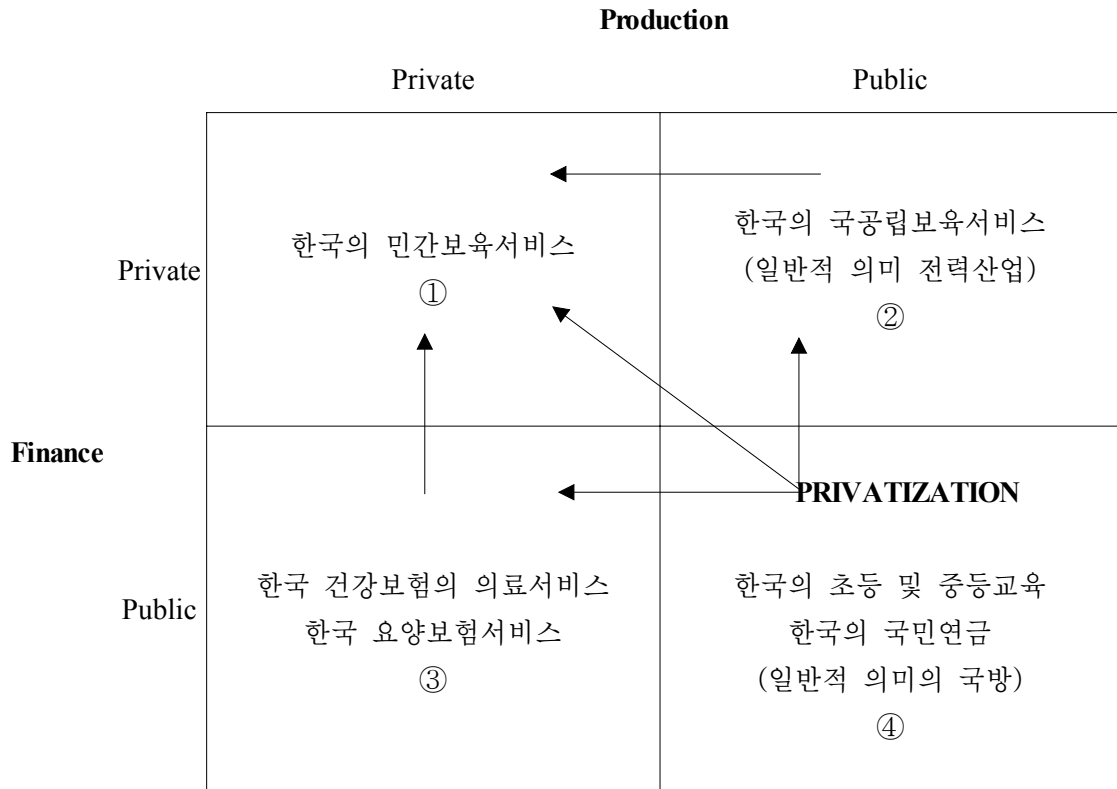 Production
Private Public
한국의 민간보육서비스
①
한국의 국공립보육서비스
(일반적 의미 전력산업)
②
Private
Finance
PRIVATIZATION
한국 건강보험의 의료서비스
한국 요양보험서비스
③
한국의 초등 및 중등교육
한국의 국민연금
(일반적 의미의 국방)
④
Public